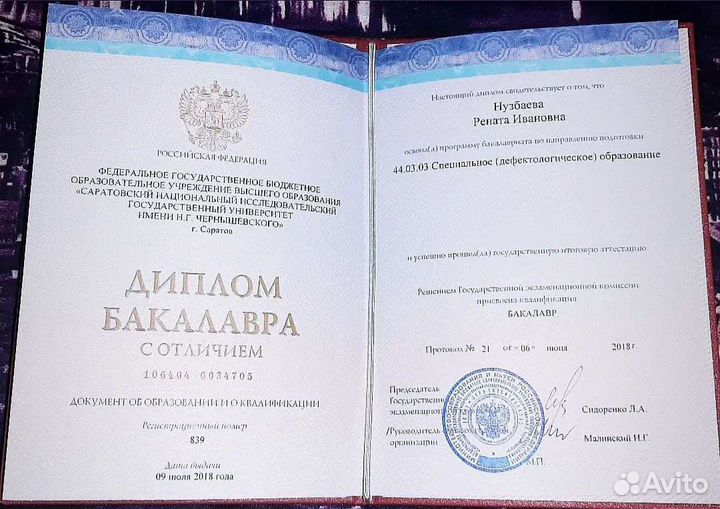 РОССИЙСКАЯ ФЕДЕРАЦИЯ
ФЕДЕРАЛЬНОЕ ГОСУДАРСТВЕННОЕ БЮДЖЕТНОЕ
ОБРАЗОВАТЕЛЬНОЕ УЧРЕЖДЕНИЕ ВЫСШЕГО ОБРАЗОВАНИЯ
«САРАТОВСКИЙ НАЦИОНАЛЬНЫЙ ИССЛЕДОВАТЕЛЬСКИЙ
ГОСУДАРСТВЕННЫЙ УНИВЕРСИТЕТ
ИМЕНИ Н.Г. ЧЕРНЫШЕВСКОГО»
г. Саратов
ДИПЛОМ
БАКАЛАВРА
С ОТЛИЧИЕМ
106404 0034705
ДОКУМЕНТ ОБ ОБРАЗОВАНИИ И О КВАЛИФИКАЦИИ
Регистрационный номер
839
Дата выдачи
09 июля 2018 года
Настоящий диплом свидетельствует о том, что
Нузбаева
Рената Ивановна
освоил(а) программу бакалавриата по направлению подготовки
44.03.03 Специальное (дефектологическое) образование
и успешно прошел(ла) государственную итоговую аттестацию
Решением Государственной экзаменационной комиссии
присвоена квалификация
БАКАЛАВР
Протокол № 21 от «06» июня 2018 г.
Председатель
Государственной
экзаменационной
Сидоренко Л.А.
Руководитель
организации
Малинский И.Г.
М.П.
Avito